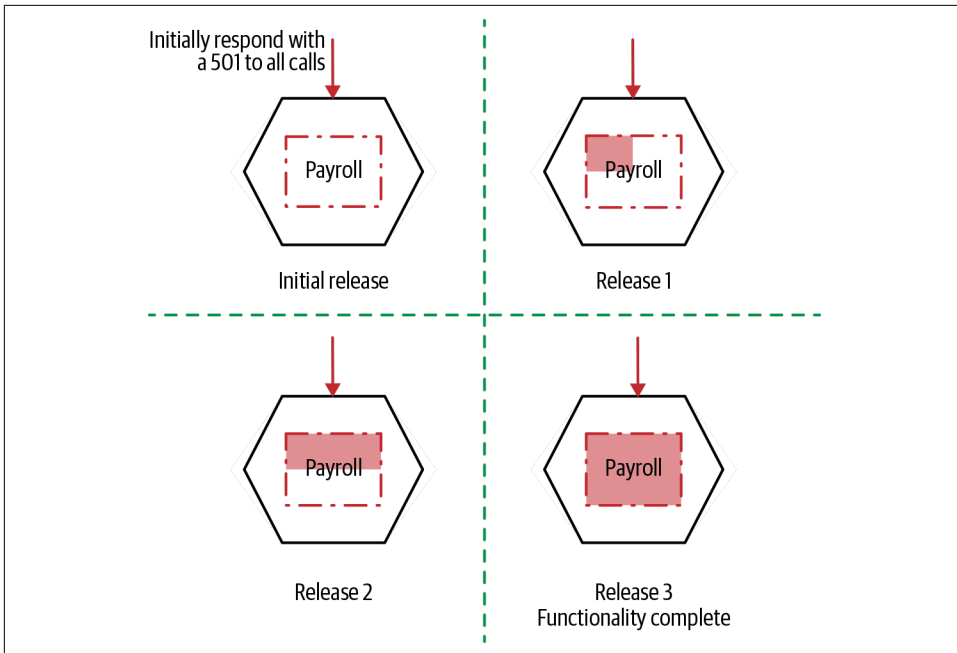 Initially respond with
a 501 to all calls
Payroll
Payroll
Initial release
Release 1
Payroll
Payroll
Release 2
Release 3
Functionality complete